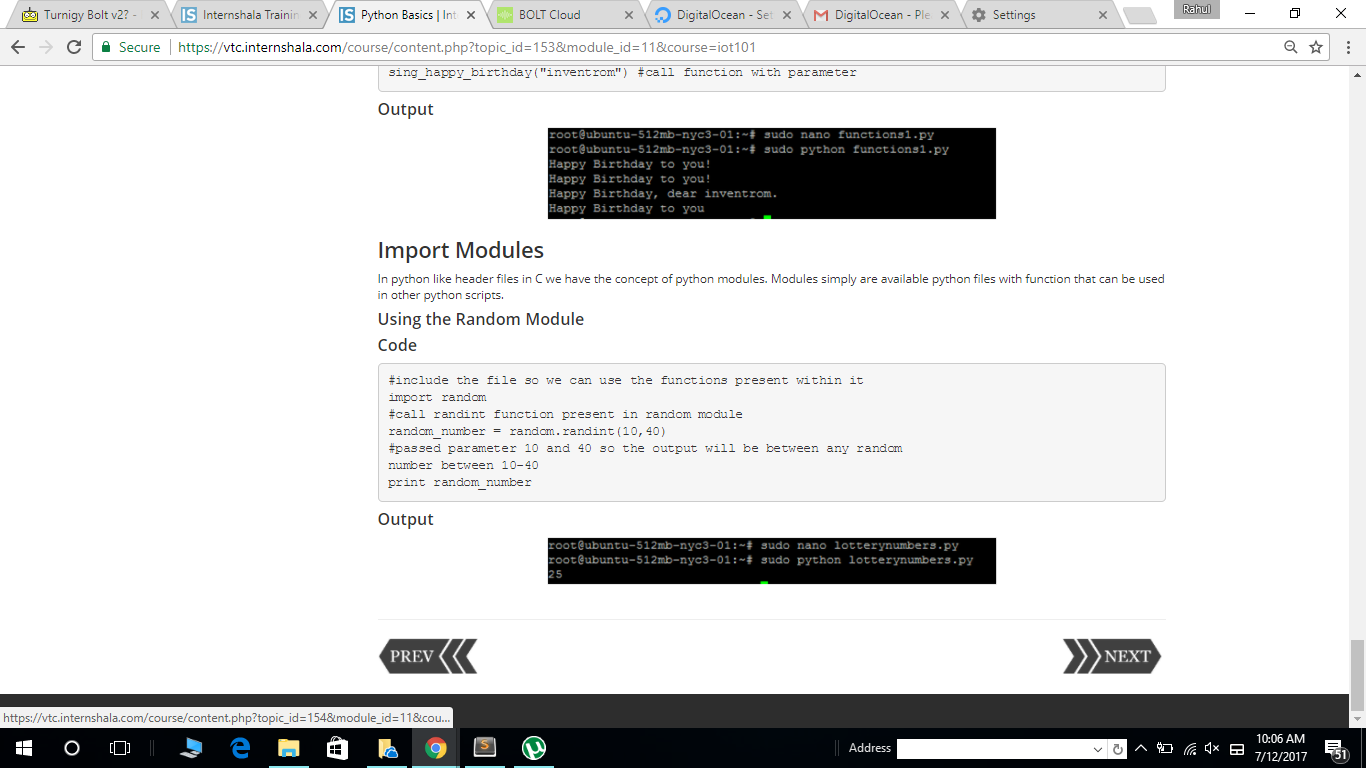 Turnigy Bolt v2? -
Internshala Trainin
Python Basics | Int
BOLT Cloud
DigitalOcean - Set
DigitalOcean - Ple
Settings
Rahul
Secure
https://vtc.internshala.com/course/content.php?topic_id=153&module_id=11&course=iot101
sing_happy_birthday("inventrom") #call function with parameter
Output
root@ubuntu-512mb-nyc3-01:~# sudo nano functions1.py
root@ubuntu-512mb-nyc3-01:~# sudo python functions1.py
Happy Birthday to you!
Happy Birthday to you!
Happy Birthday, dear inventrom.
Happy Birthday to you
Import Modules
In python like header files in C we have the concept of python modules. Modules simply are available python files with function that can be used
in other python scripts.
Using the Random Module
Code
#include the file so we can use the functions present within it
import random
#call randint function present in random module
random_number = random.randint(10,40)
#passed parameter 10 and 40 so the output will be between any random
number between 10-40
print random_number
Output
root@ubuntu-512mb-nyc3-01:~# sudo nano lotterynumbers.py
root@ubuntu-512mb-nyc3-01:~# sudo python lotterynumbers.py
25
PREV
NEXT
https://vtc.internshala.com/course/content.php?topic_id=154&module_id=11&cou...
Address
10:06 AM
7/12/2017
51